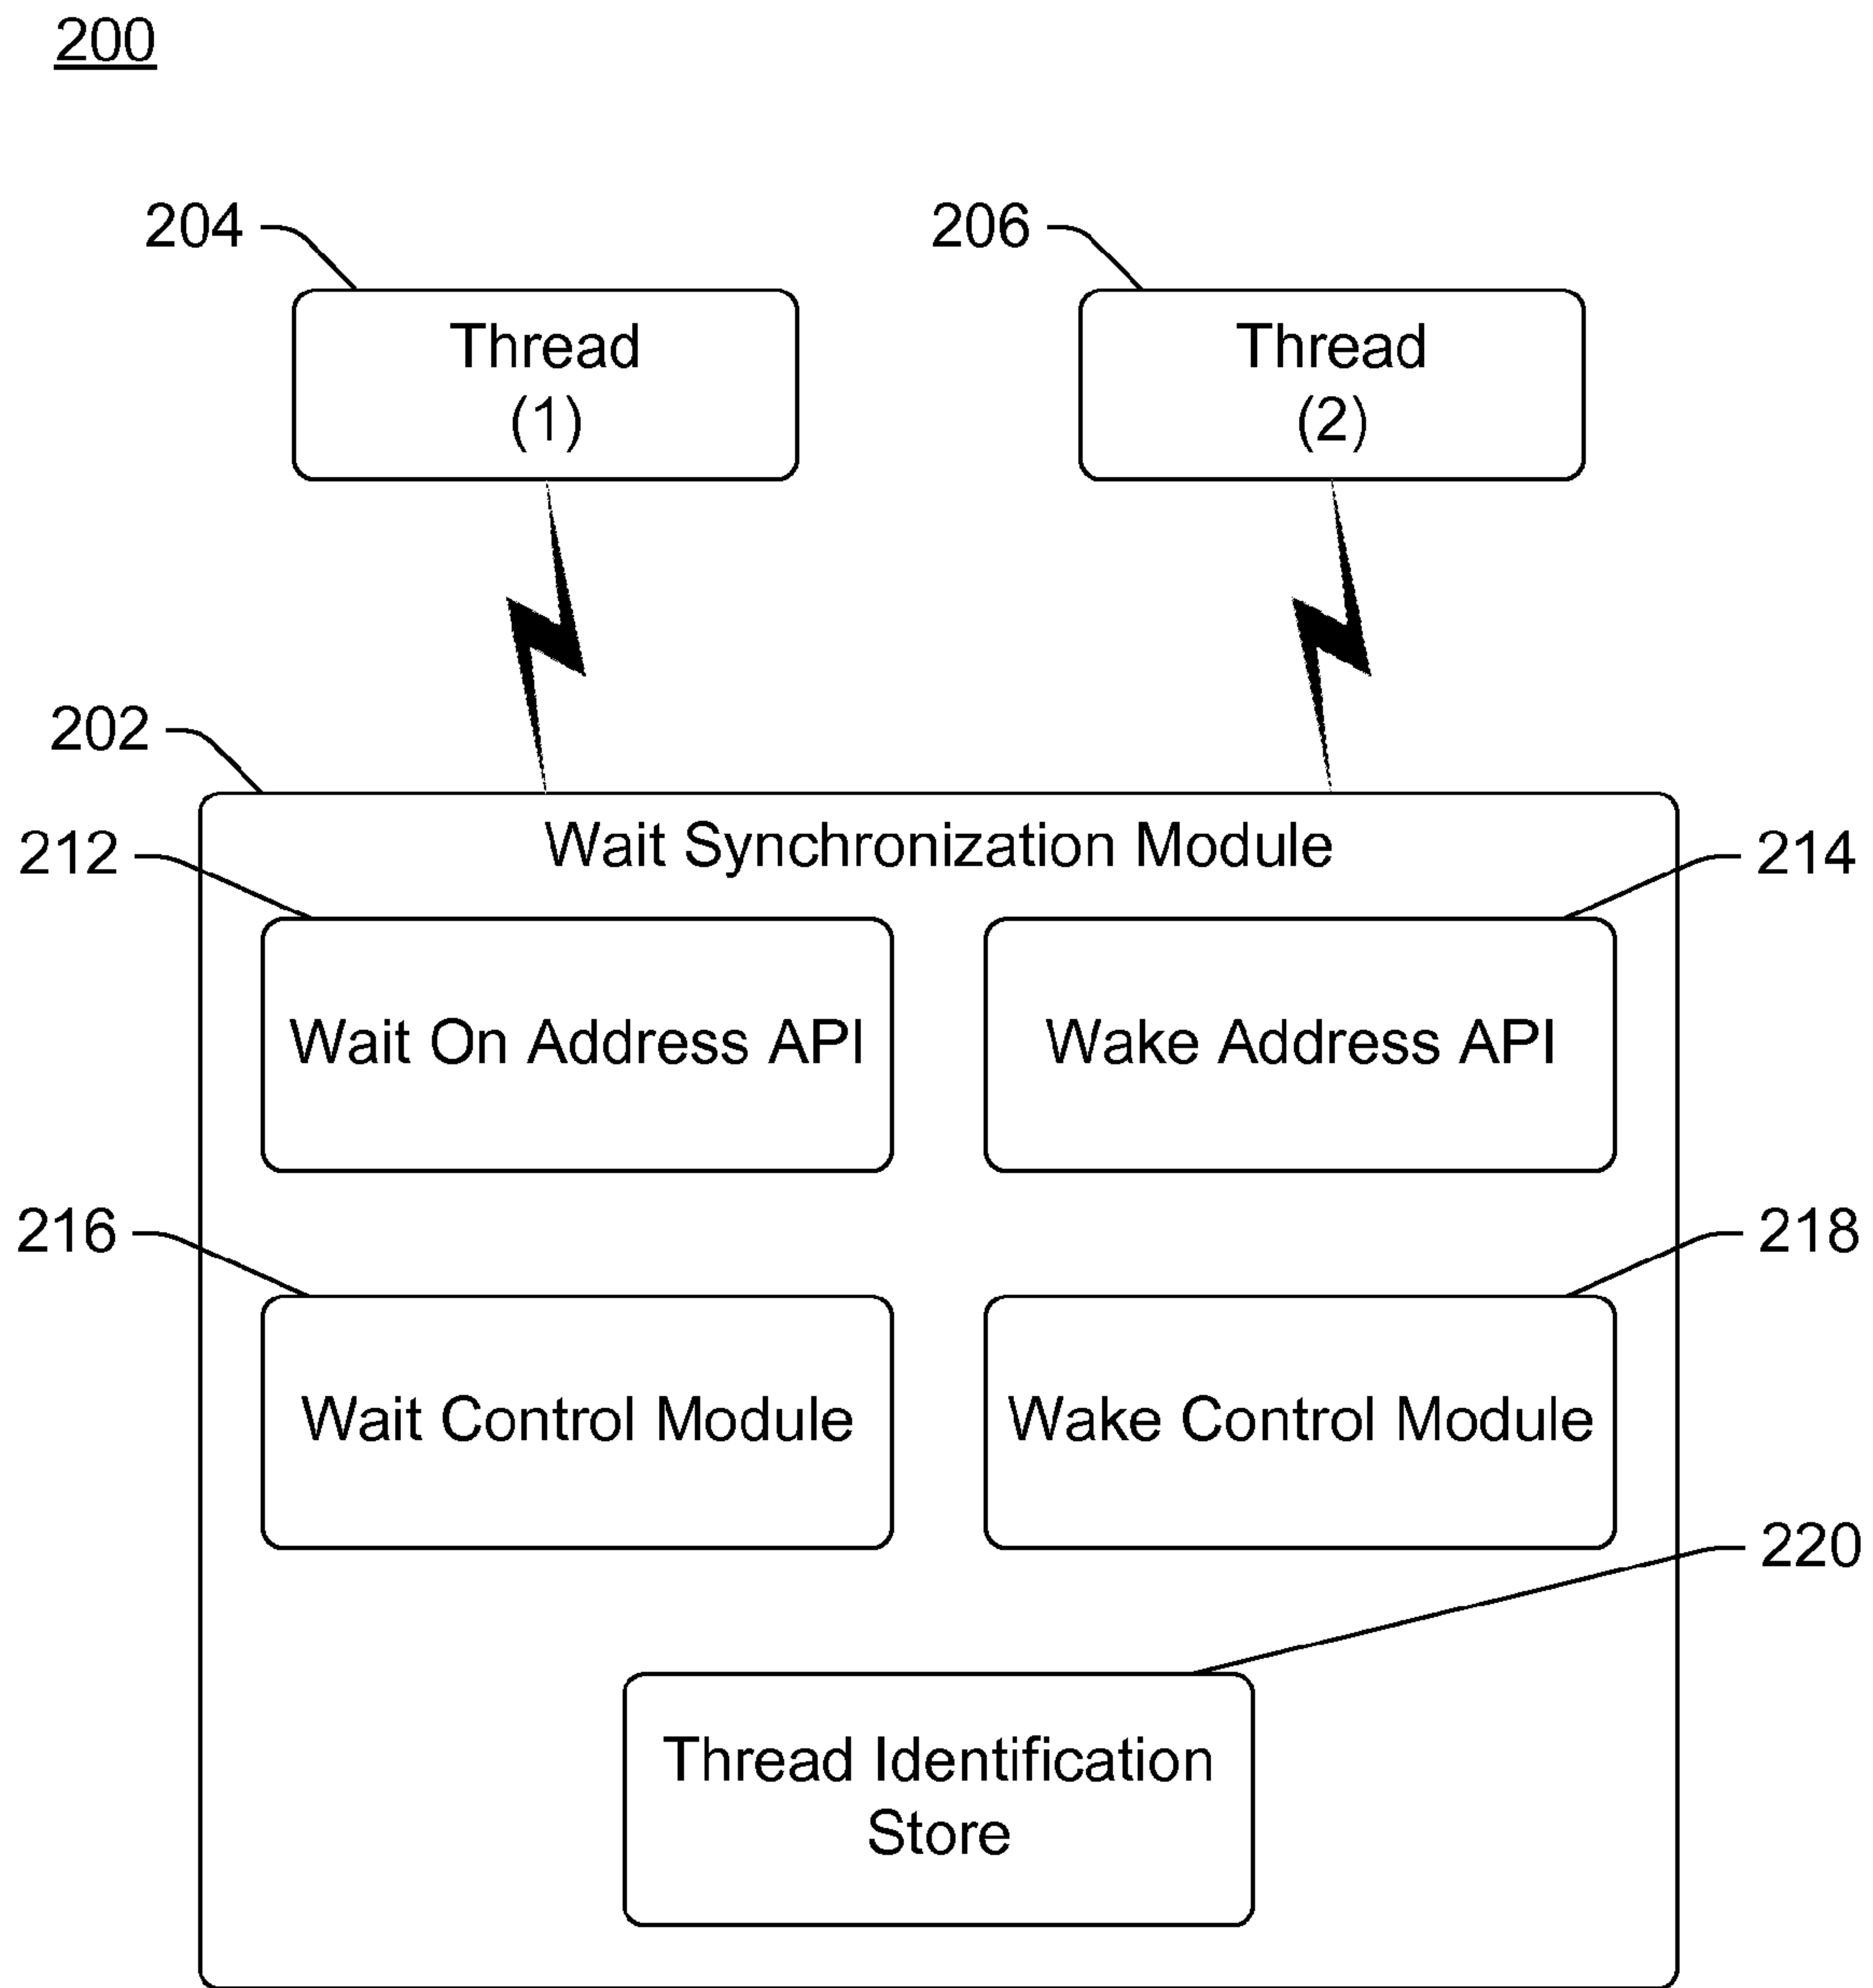 200
204
206
Thread
(1)
Thread
(2)
202
Wait Synchronization Module
212
214
Wait On Address API
Wake Address API
216
218
Wait Control Module
Wake Control Module
220
Thread Identification
Store